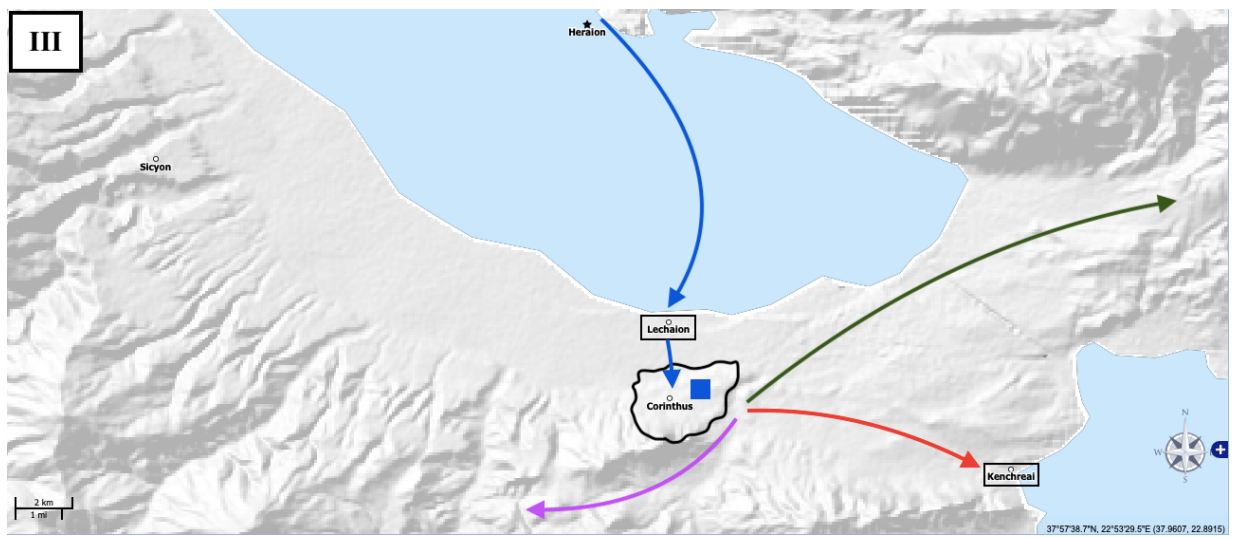 III
Heraion
Sicyon
Lechaion
Corinthus
Kenchreai
N
W
S
2 km
1 mi
37°57'38.7"N, 22°53'29.5"E (37.9607, 22.8915)